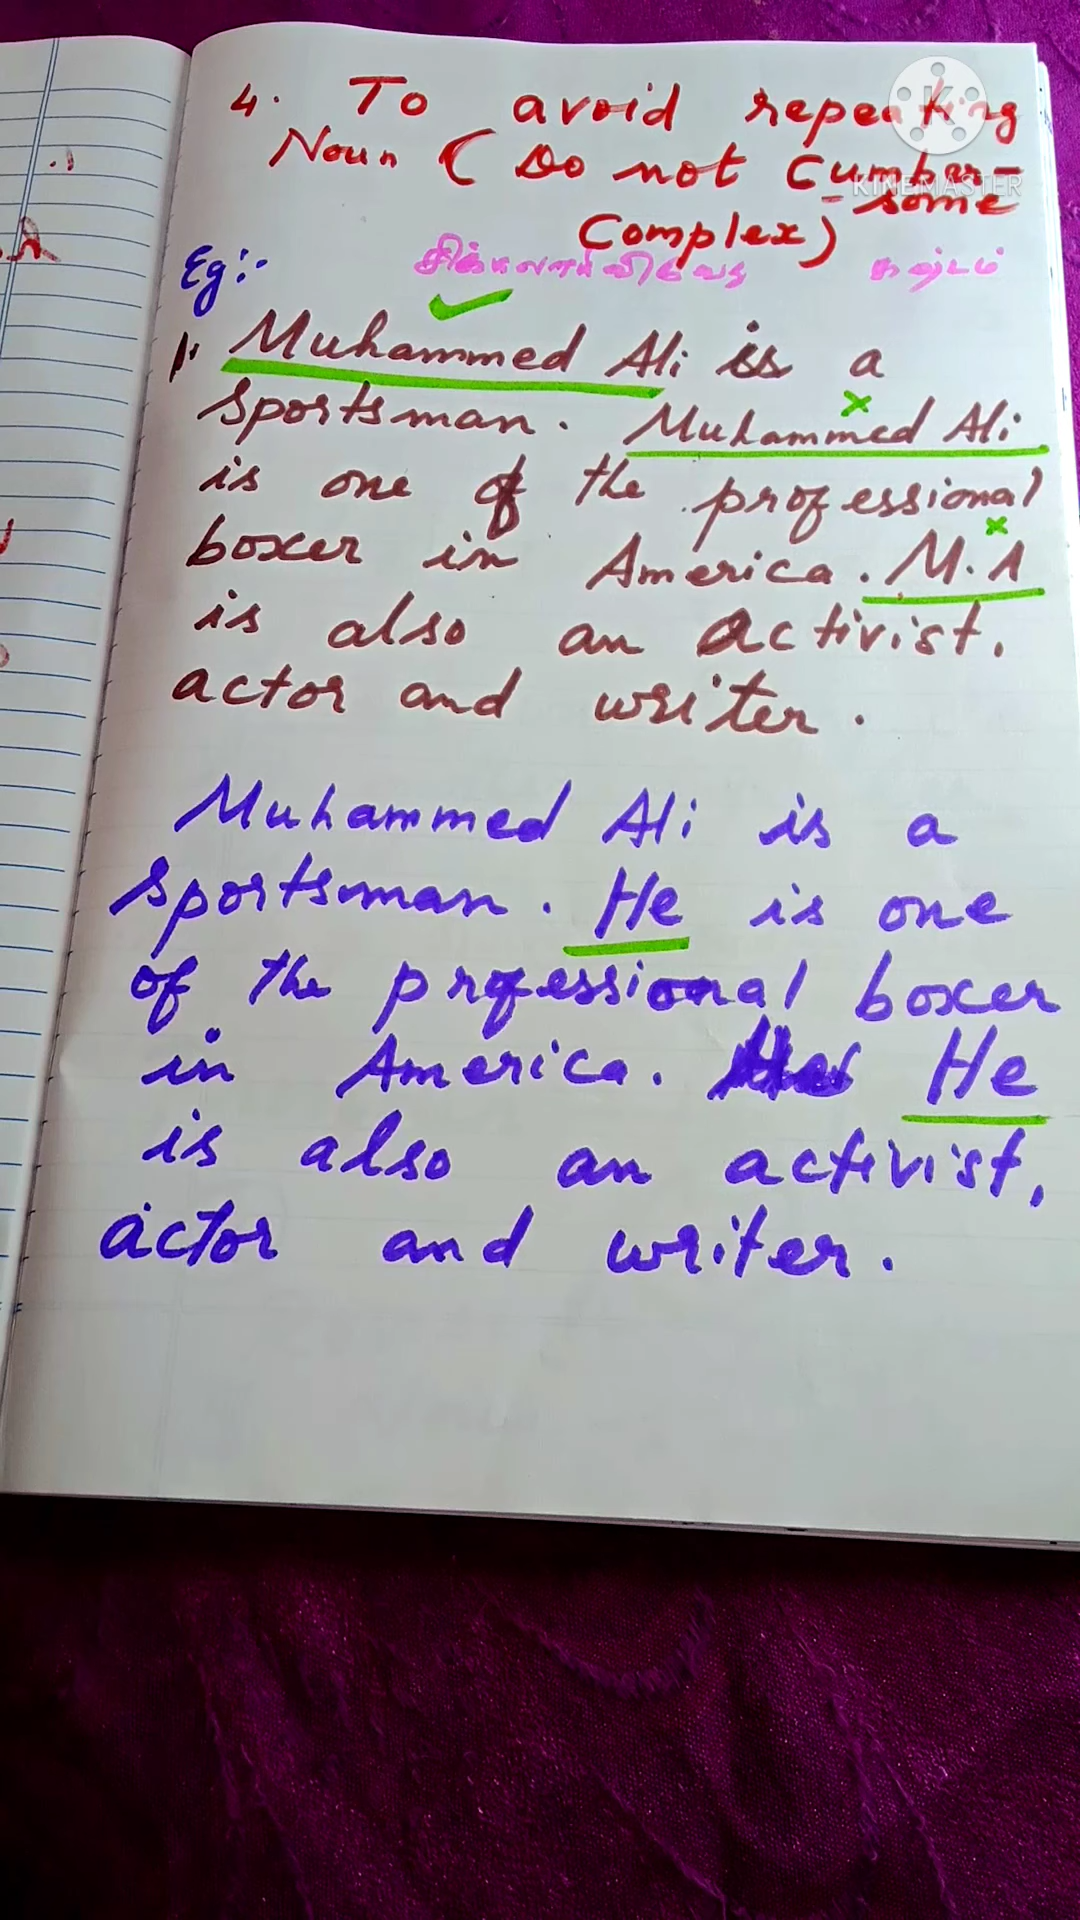 4. To avoid repeating
Noun ( Do not Cumber-
-some
Complex)
Eg:-
1. Muhammed Ali is a
Sportsman. Muhammed Ali
is one of the professional
boxer in America. M.A
is also an Activist,
actor and writer.
Muhammed Ali is a
Sportsman. He is one
of the professional boxer
in America. He
is also an activist,
actor and writer.
KINEMASTER